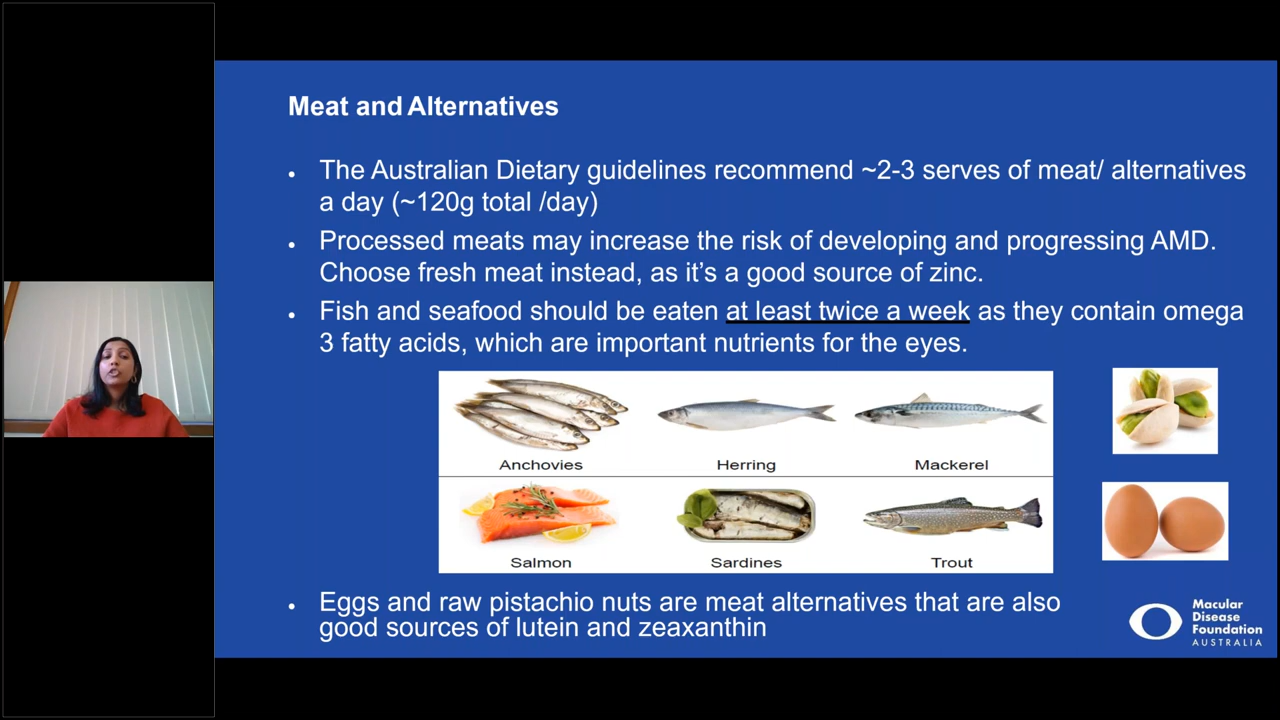 Meat and Alternatives
• The Australian Dietary guidelines recommend ~2-3 serves of meat/ alternatives
a day (~120g total /day)
• Processed meats may increase the risk of developing and progressing AMD.
Choose fresh meat instead, as it's a good source of zinc.
• Fish and seafood should be eaten at least twice a week as they contain omega
3 fatty acids, which are important nutrients for the eyes.
Anchovies Herring Mackerel
Salmon Sardines Trout
• Eggs and raw pistachio nuts are meat alternatives that are also
good sources of lutein and zeaxanthin
Macular
Disease
Foundation
AUSTRALIA